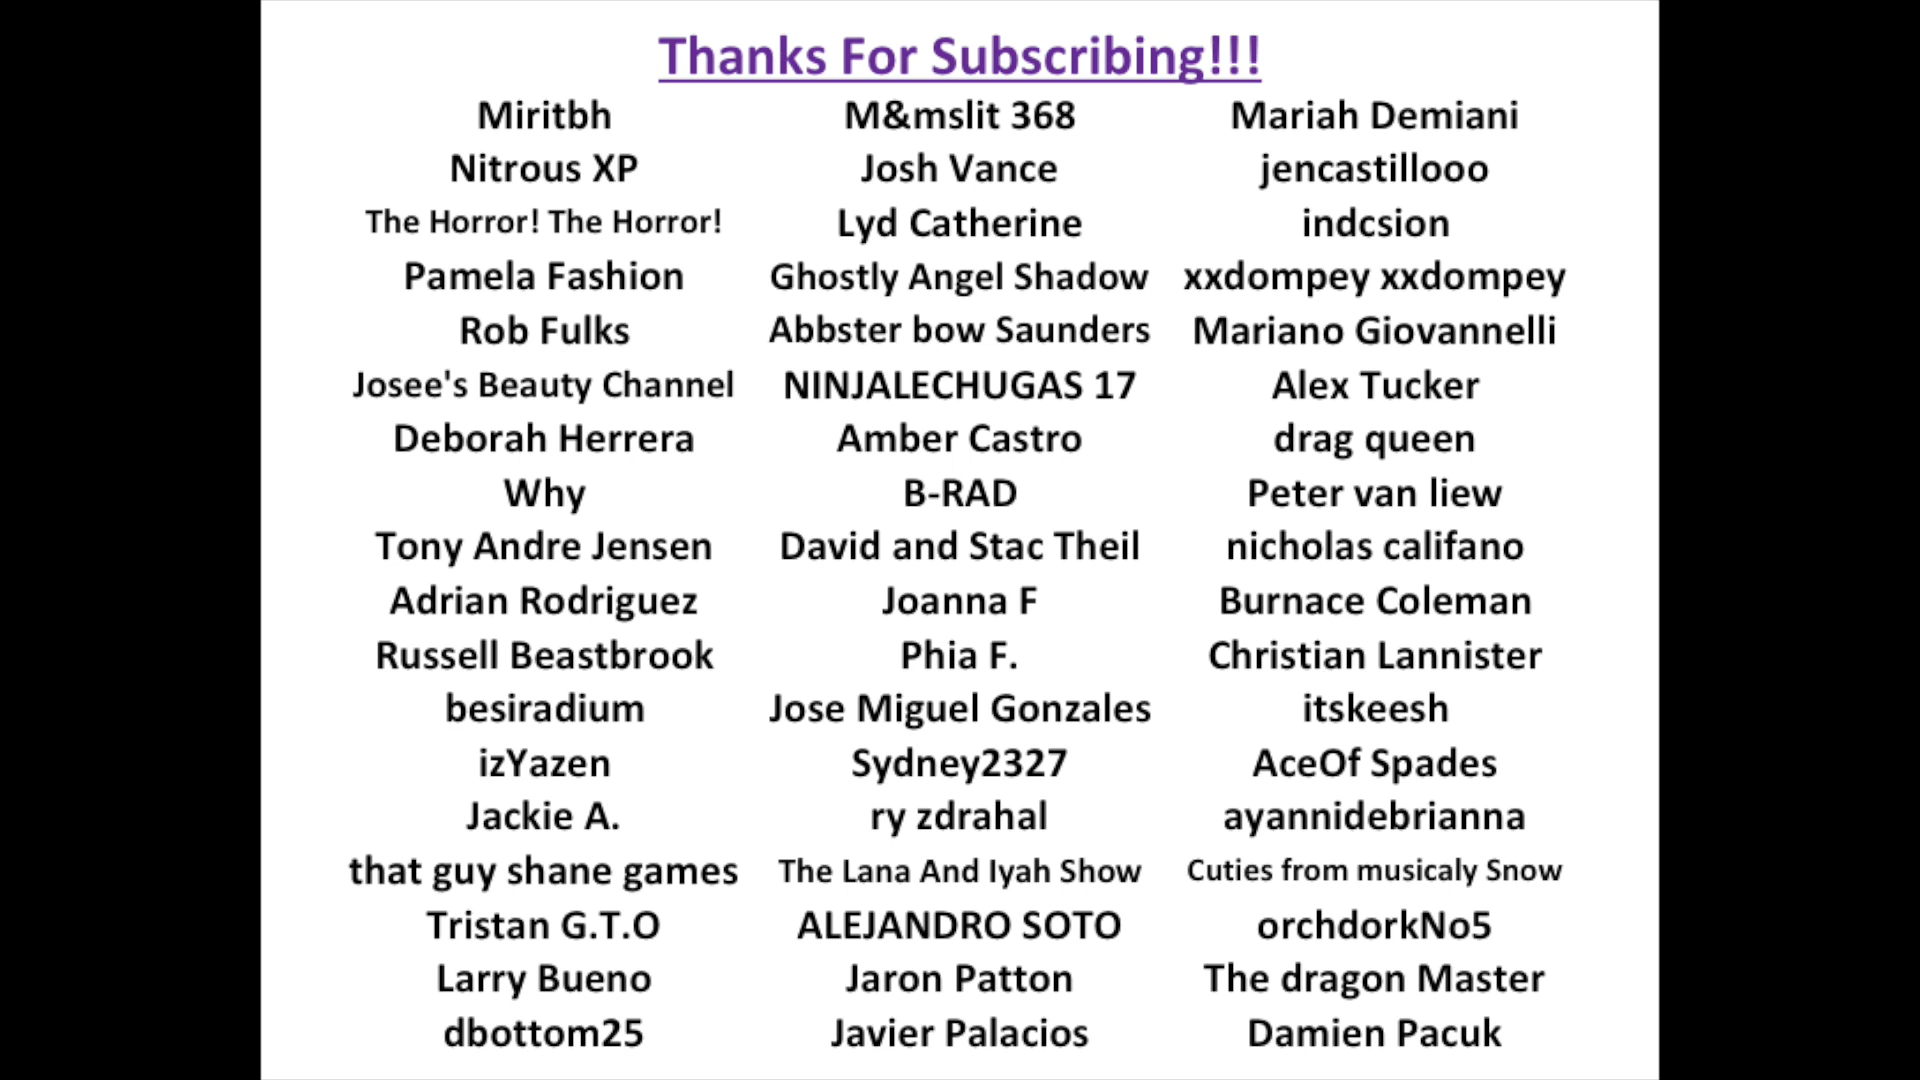 Thanks For Subscribing!!!
Miritbh M&mslit 368 Mariah Demiani
Nitrous XP Josh Vance jencastillooo
The Horror! The Horror! Lyd Catherine indcsion
Pamela Fashion Ghostly Angel Shadow xxdompey xxdompey
Rob Fulks Abbster bow Saunders Mariano Giovannelli
Josee's Beauty Channel NINJALECHUGAS 17 Alex Tucker
Deborah Herrera Amber Castro drag queen
Why B-RAD Peter van liew
Tony Andre Jensen David and Stac Theil nicholas califano
Adrian Rodriguez Joanna F Burnace Coleman
Russell Beastbrook Phia F. Christian Lannister
besiradium Jose Miguel Gonzales itskeesh
izYazen Sydney2327 AceOf Spades
Jackie A. ry zdrahal ayannidebrianna
that guy shane games The Lana And Iyah Show Cuties from musicaly Snow
Tristan G.T.O ALEJANDRO SOTO orchdorkNo5
Larry Bueno Jaron Patton The dragon Master
dbottom25 Javier Palacios Damien Pacuk